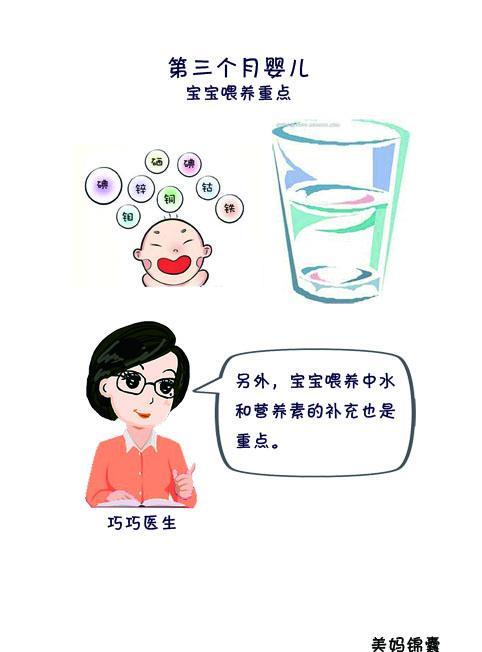 第三个月婴儿
宝宝喂养重点
硒
碘
碘
锌
铜
钴
钼
铁
另外，宝宝喂养中水
和营养素的补充也是
重点。
巧巧医生
美妈锦囊